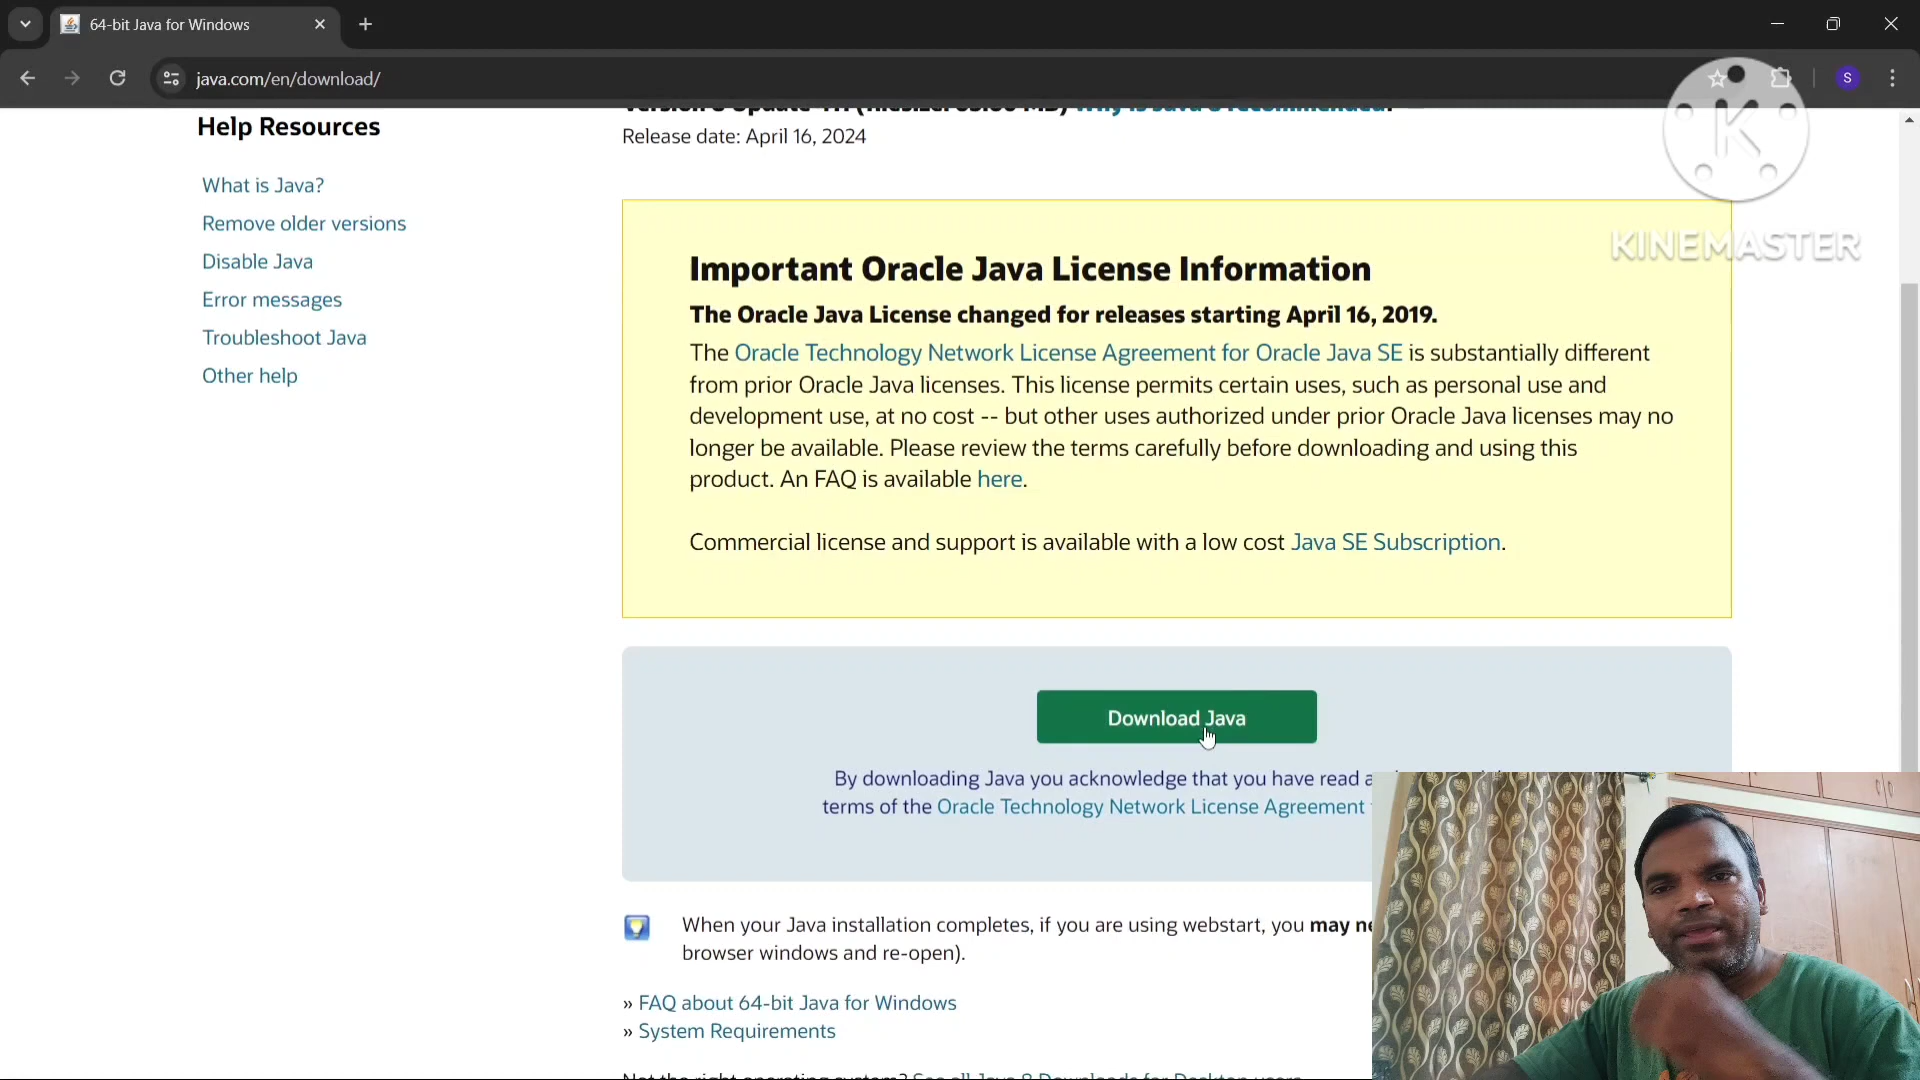 64-bit Java for Windows
java.com/en/download/
S
K
KINEMASTER
Help Resources
What is Java?
Remove older versions
Disable Java
Error messages
Troubleshoot Java
Other help
Release date: April 16, 2024
Important Oracle Java License Information
The Oracle Java License changed for releases starting April 16, 2019.
The Oracle Technology Network License Agreement for Oracle Java SE is substantially different
from prior Oracle Java licenses. This license permits certain uses, such as personal use and
development use, at no cost -- but other uses authorized under prior Oracle Java licenses may no
longer be available. Please review the terms carefully before downloading and using this
product. An FAQ is available here.
Commercial license and support is available with a low cost Java SE Subscription.
Download Java
By downloading Java you acknowledge that you have read
terms of the Oracle Technology Network License Agreement
When your Java installation completes, if you are using webstart, you may
browser windows and re-open).
» FAQ about 64-bit Java for Windows
» System Requirements